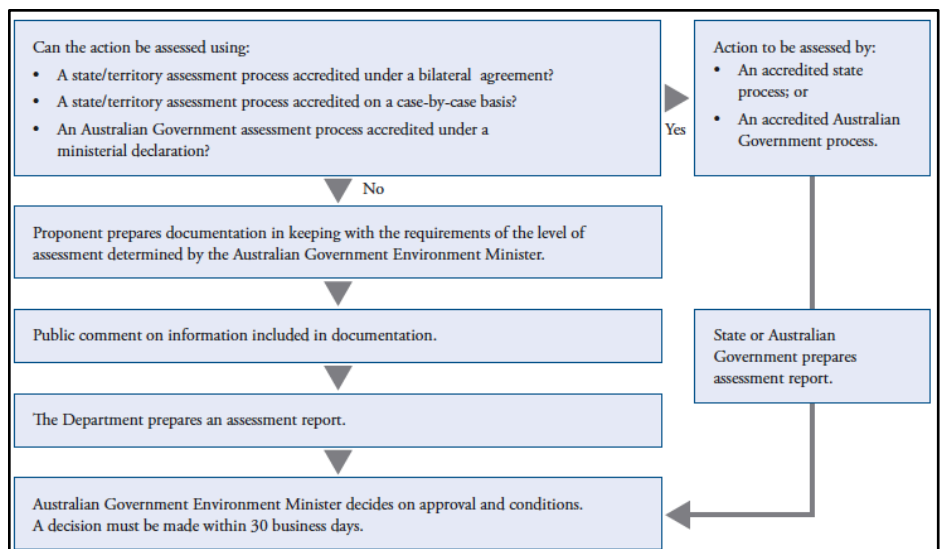 Can the action be assessed using:
• A state/territory assessment process accredited under a bilateral agreement?
• A state/territory assessment process accredited on a case-by-case basis?
• An Australian Government assessment process accredited under a
ministerial declaration?
Yes
Action to be assessed by:
• An accredited state
process; or
• An accredited Australian
Government process.
No
Proponent prepares documentation in keeping with the requirements of the level of
assessment determined by the Australian Government Environment Minister.
Public comment on information included in documentation.
State or Australian
Government prepares
assessment report.
The Department prepares an assessment report.
Australian Government Environment Minister decides on approval and conditions.
A decision must be made within 30 business days.